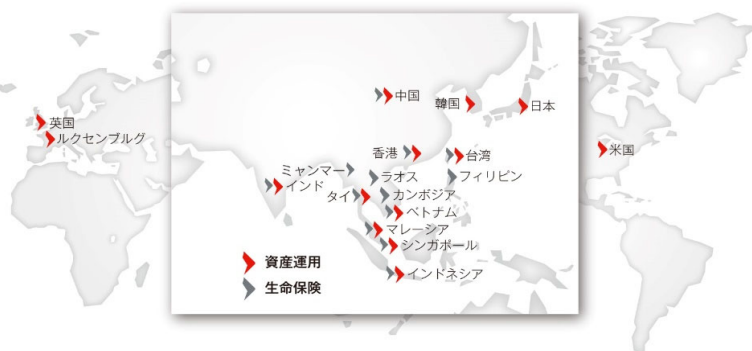 中国
韓国
日本
英国
ルクセンブルグ
香港
台湾
米国
ミャンマー
ラオス
フィリピン
インド
タイ
カンボジア
ベトナム
マレーシア
シンガポール
資産運用
インドネシア
生命保険